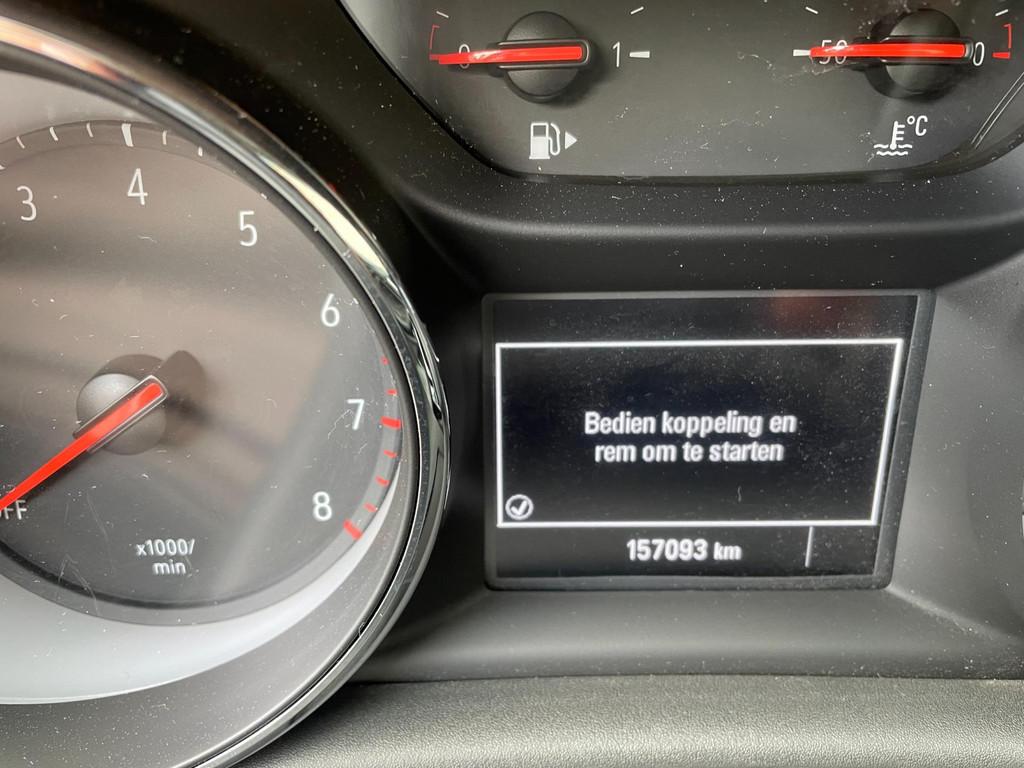 0 1 50
°C
3 4 5 6 7 8
x1000/
min
Bedien koppeling en
rem om te starten
157093 km